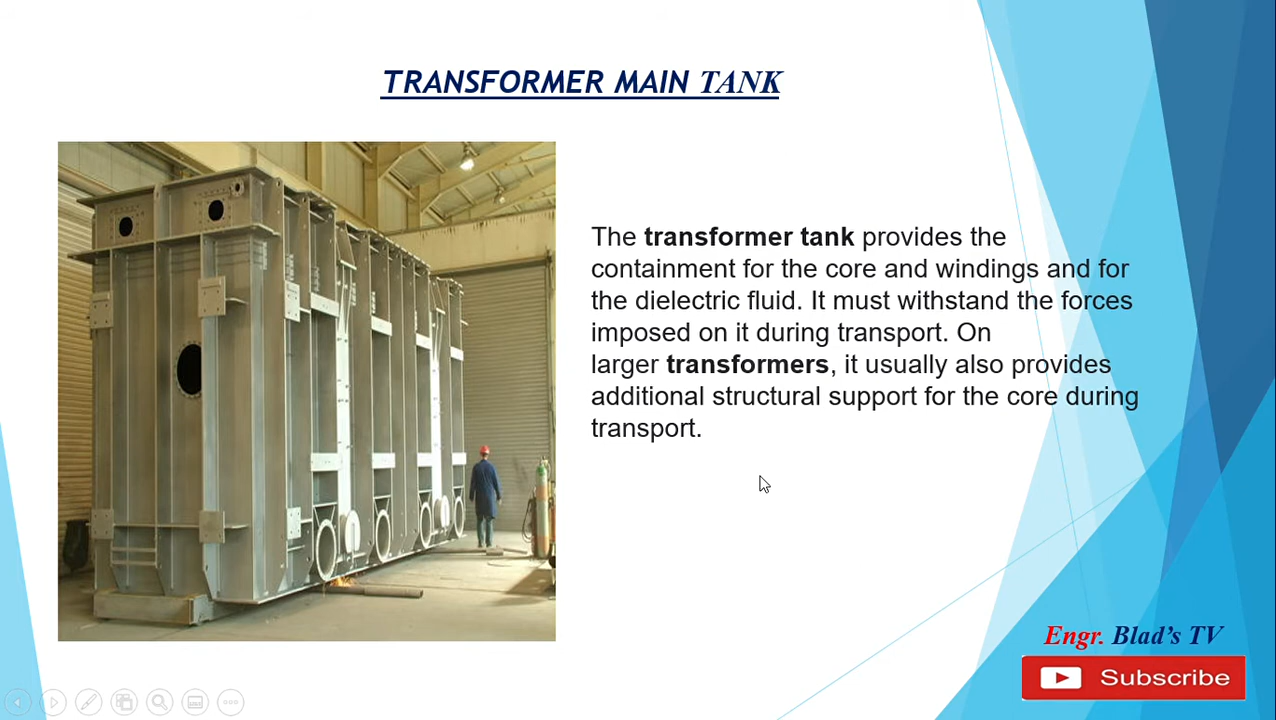 TRANSFORMER MAIN TANK
The transformer tank provides the
containment for the core and windings and for
the dielectric fluid. It must withstand the forces
imposed on it during transport. On
larger transformers, it usually also provides
additional structural support for the core during
transport.
Engr. Blad's TV
Subscribe